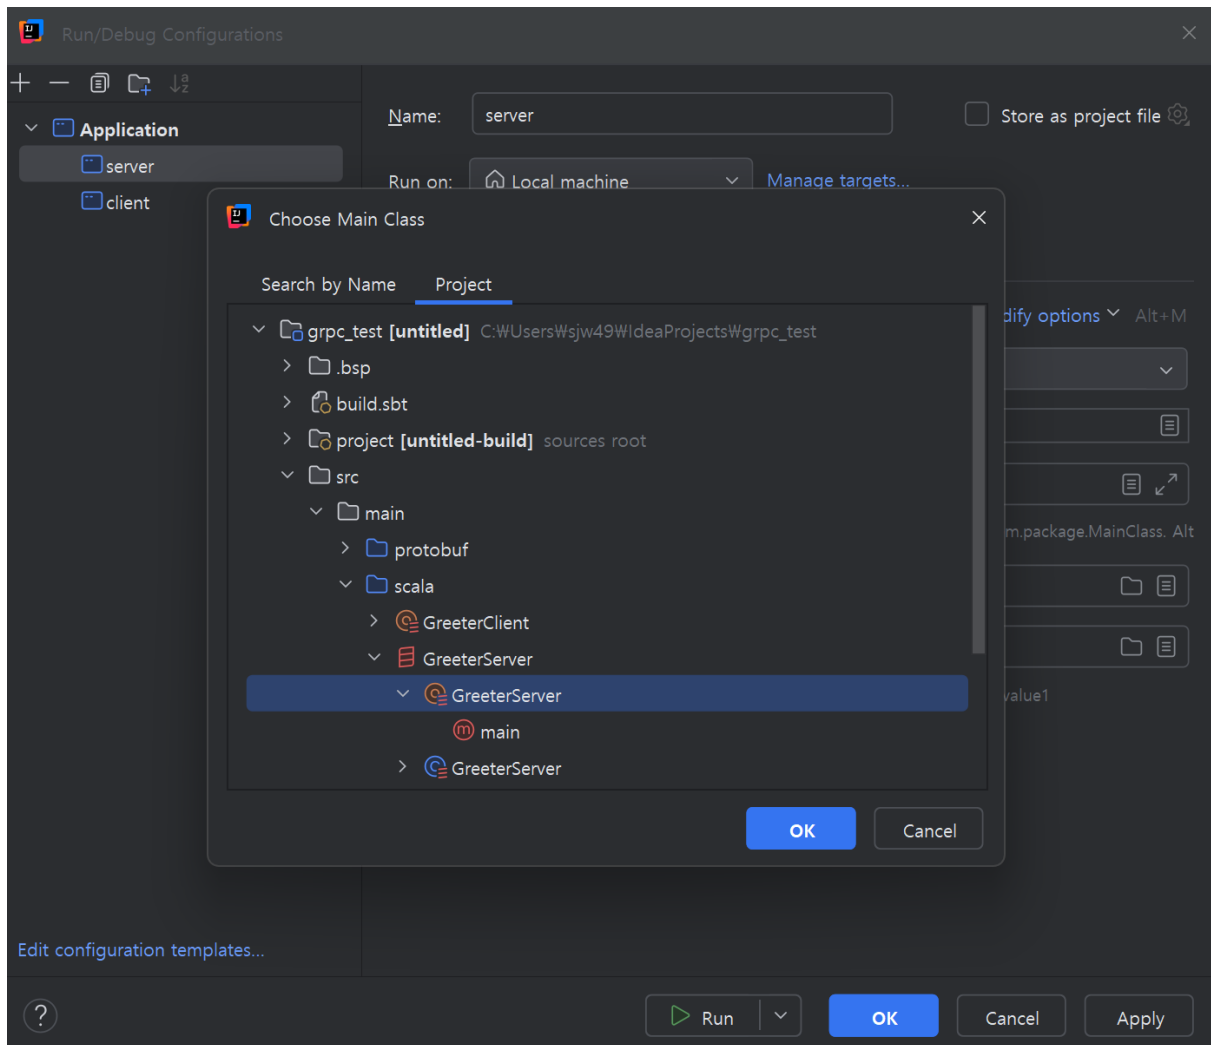 Run/Debug Configurations
Application
server
client
Name: server
Store as project file
Run on: Local machine
Manage targets...
Choose Main Class
Search by Name Project
dify options Alt+M
grpc_test [untitled] C:₩Users₩sjw49₩IdeaProjects₩grpc_test
.bsp
build.sbt
project [untitled-build] sources root
src
main
m.package.MainClass. Alt
protobuf
scala
GreeterClient
GreeterServer
GreeterServer
value1
main
GreeterServer
OK Cancel
Edit configuration templates...
? Run OK Cancel Apply